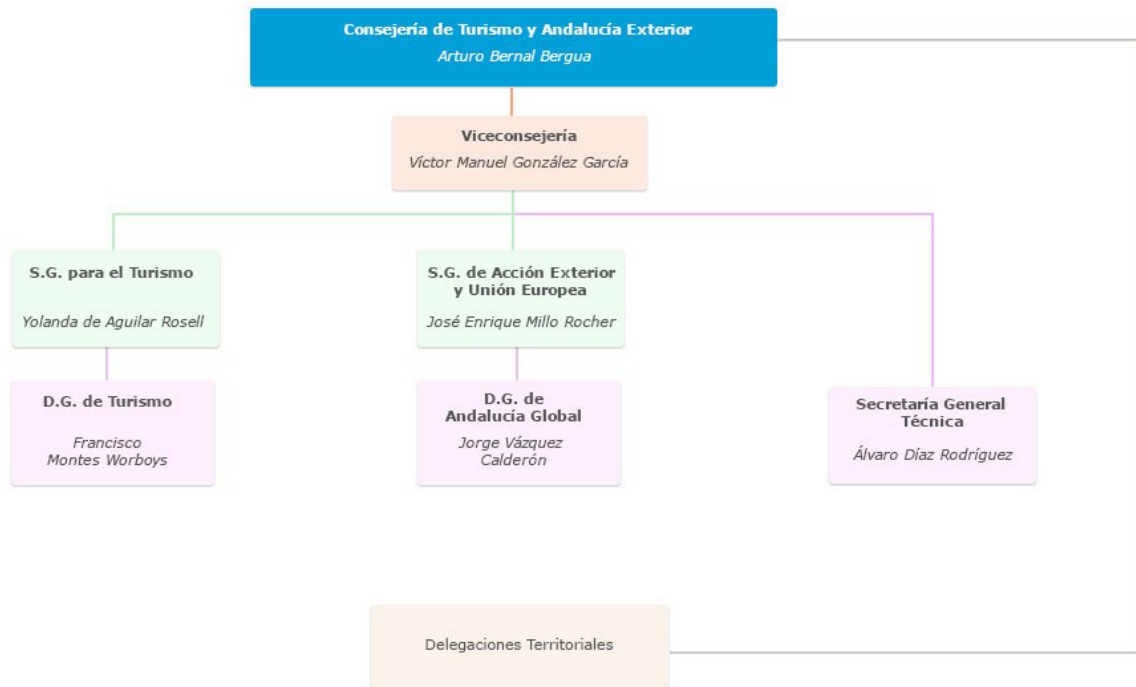 Consejería de Turismo y Andalucía Exterior
Arturo Bernal Bergua
Viceconsejería
Víctor Manuel González García
S.G. para el Turismo
Yolanda de Aguilar Rosell
S.G. de Acción Exterior
y Unión Europea
José Enrique Millo Rocher
D.G. de Turismo
Francisco
Montes Worboys
D.G. de
Andalucía Global
Jorge Vázquez
Calderón
Secretaría General
Técnica
Álvaro Díaz Rodríguez
Delegaciones Territoriales